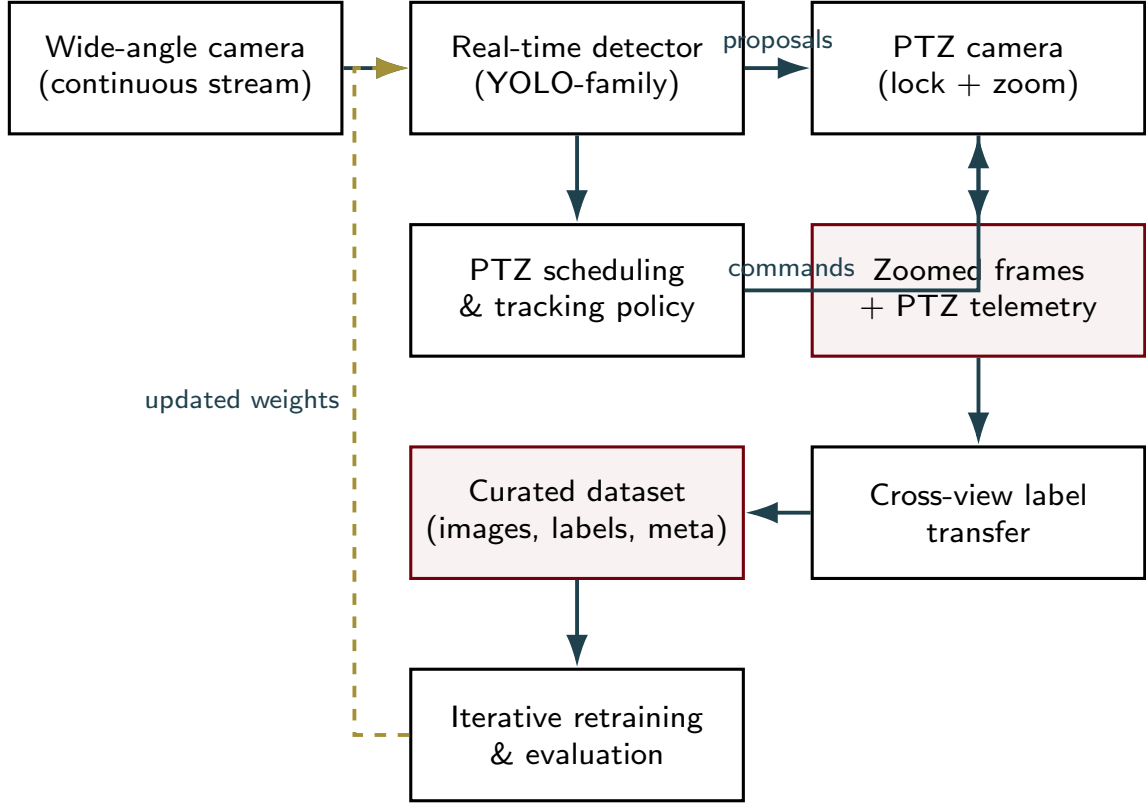 Wide-angle camera
(continuous stream)
Real-time detector
(YOLO-family)
proposals
PTZ camera
(lock + zoom)
PTZ scheduling
& tracking policy
commands
Zoomed frames
+ PTZ telemetry
updated weights
Curated dataset
(images, labels, meta)
Cross-view label
transfer
Iterative retraining
& evaluation